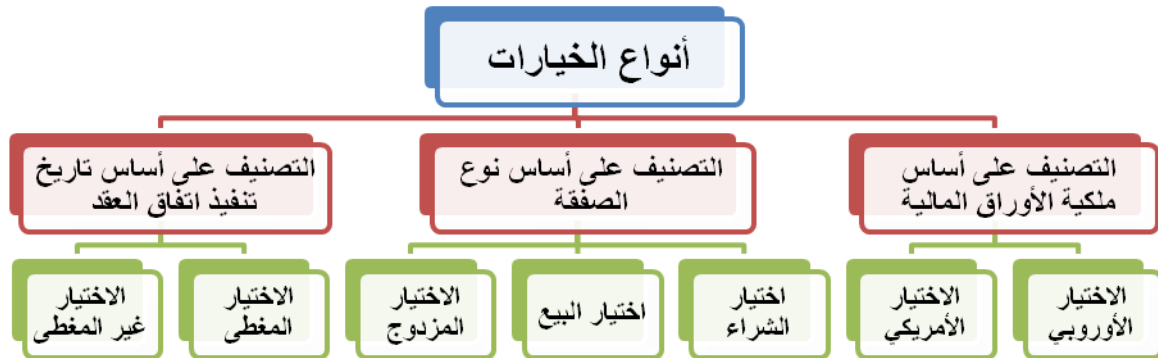 أنواع الخيارات
التصنيف على أساس
ملكية الأوراق المالية
التصنيف على أساس نوع
الصفقة
التصنيف على أساس تاريخ
تنفيذ اتفاق العقد
الاختيار
الأوروبي
الاختيار
الأمريكي
اختيار
الشراء
اختيار البيع
الاختيار
المزدوج
الاختيار
المغطى
الاختيار
غير المغطى